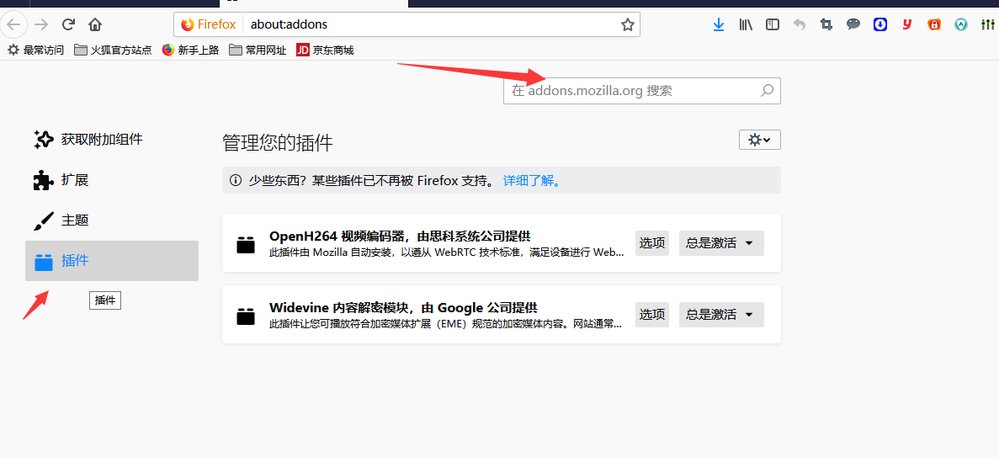 Firefox about:addons
最常访问 火狐官方站点 新手上路 常用网址 JD 京东商城
在 addons.mozilla.org 搜索
获取附加组件
管理您的插件
扩展
少些东西？某些插件已不再被 Firefox 支持。 详细了解。
主题
OpenH264 视频编码器，由思科系统公司提供
此插件由 Mozilla 自动安装，以遵从 WebRTC 技术标准，满足设备进行 Web...
选项 总是激活
插件
插件
Widevine 内容解密模块，由 Google 公司提供
此插件让您可播放符合加密媒体扩展（EME）规范的加密媒体内容。网站通常...
选项 总是激活